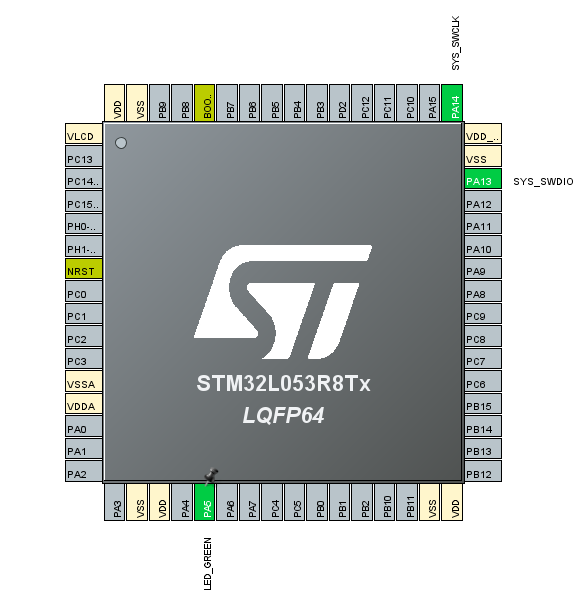 SYS_SWCLK
VDD
VSS
PB9
PB8
BOO..
PB7
PB6
PB5
PB4
PB3
PD2
PC12
PC11
PC10
PA15
PA14
VLCD
PC13
PC14..
PC15..
PH0-..
PH1-..
NRST
PC0
PC1
PC2
PC3
VSSA
VDDA
PA0
PA1
PA2
ST
STM32L053R8Tx
LQFP64
VDD_..
VSS
PA13 SYS_SWDIO
PA12
PA11
PA10
PA9
PA8
PC9
PC8
PC7
PC6
PB15
PB14
PB13
PB12
PA3
VSS
VDD
PA4
PA5
PA6
PA7
PC4
PC5
PB0
PB1
PB2
PB10
PB11
VSS
VDD
LED_GREEN